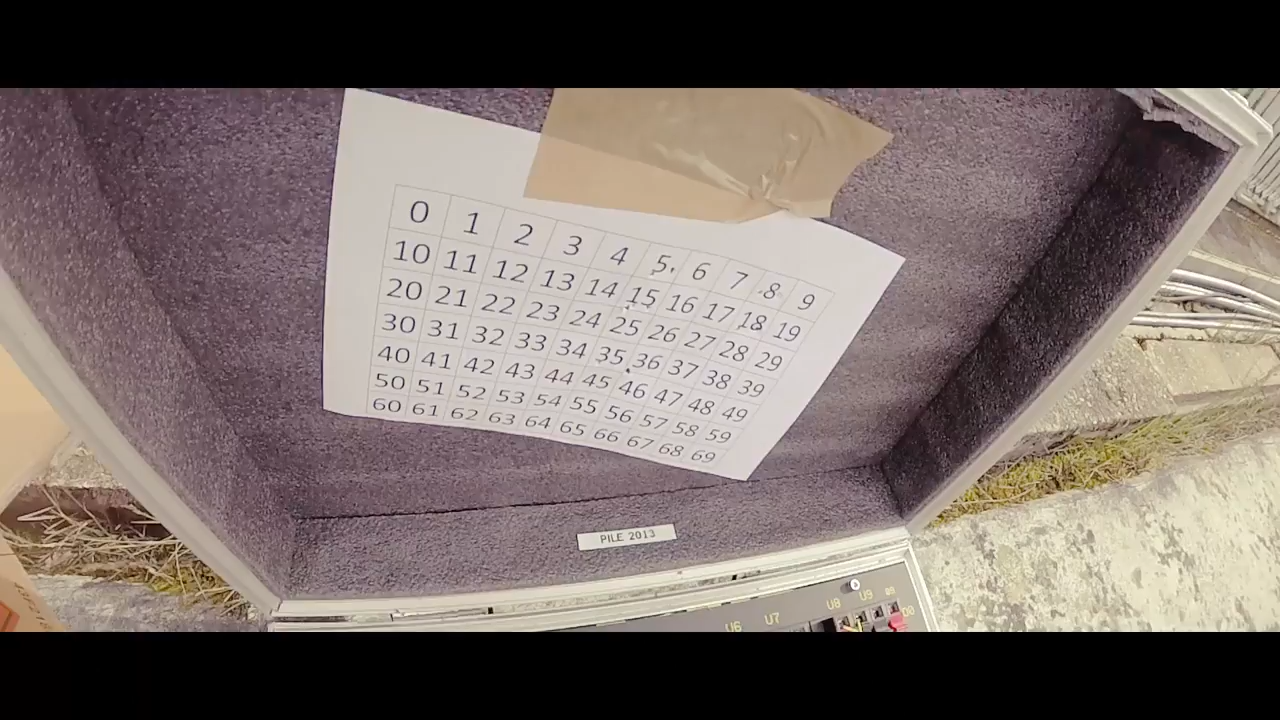 0 1 2 3 4 5 6 7 8 9
10 11 12 13 14 15 16 17 18 19
20 21 22 23 24 25 26 27 28 29
30 31 32 33 34 35 36 37 38 39
40 41 42 43 44 45 46 47 48 49
50 51 52 53 54 55 56 57 58 59
60 61 62 63 64 65 66 67 68 69
PILE 2013
U6 U7 U8 U9